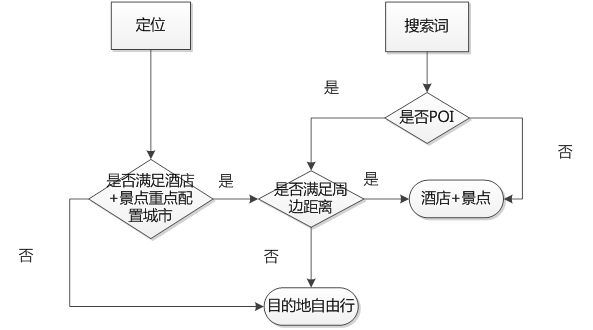 定位
搜索词
是
是否POI
否
是否满足酒店
+景点重点配
置城市
是
是否满足周
边距离
是
酒店+景点
否
否
目的地自由行